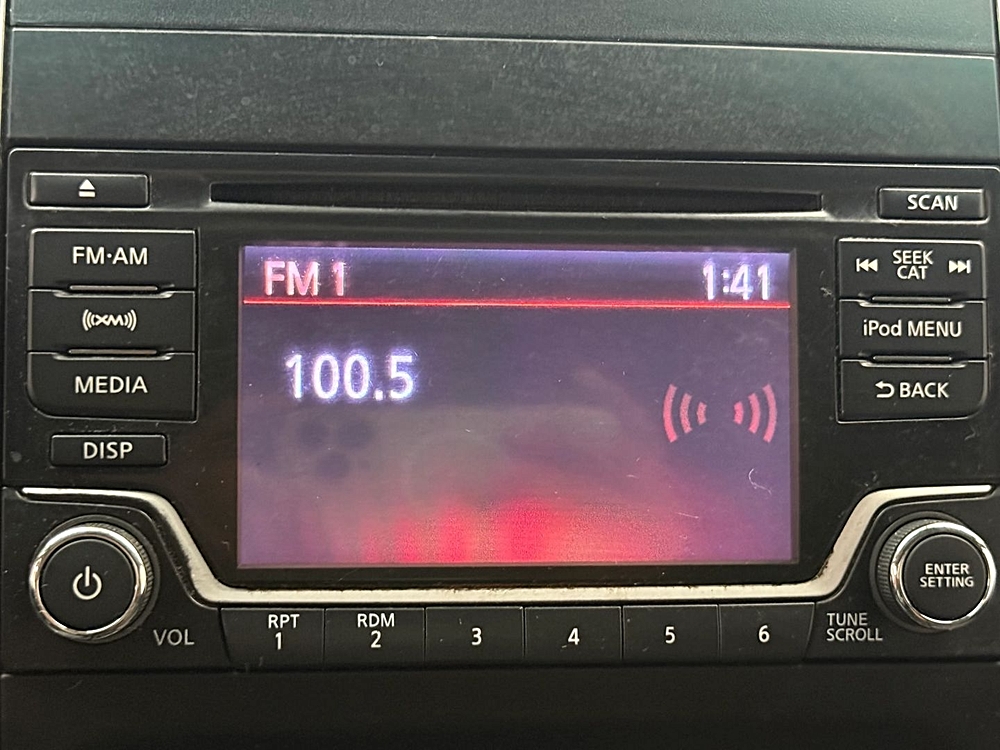 SCAN
FM·AM
SEEK
CAT
FM 1
1:41
XM
iPod MENU
MEDIA
100.5
BACK
DISP
ENTER
SETTING
VOL
RPT
1
RDM
2
3
4
5
6
TUNE
SCROLL